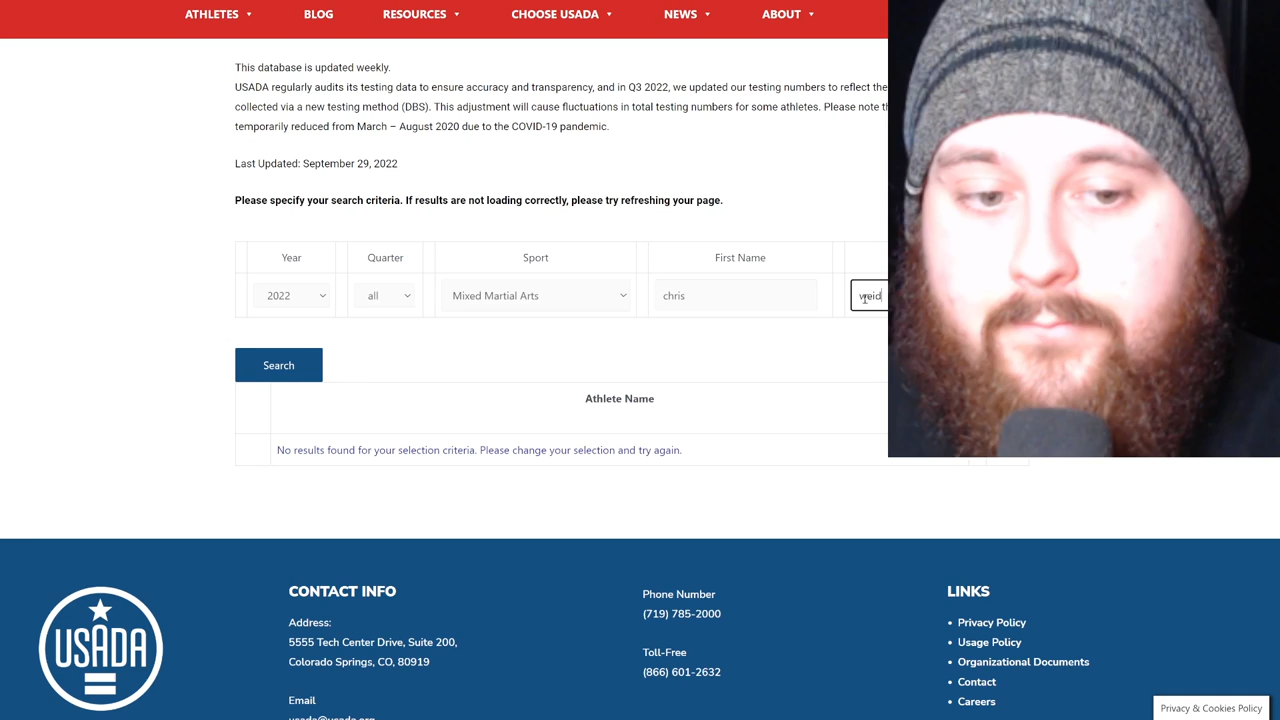 ATHLETES BLOG RESOURCES CHOOSE USADA NEWS ABOUT
This database is updated weekly.
USADA regularly audits its testing data to ensure accuracy and transparency, and in Q3 2022, we updated our testing numbers to reflect the
collected via a new testing method (DBS). This adjustment will cause fluctuations in total testing numbers for some athletes. Please note
temporarily reduced from March – August 2020 due to the COVID-19 pandemic.
Last Updated: September 29, 2022
Please specify your search criteria. If results are not loading correctly, please try refreshing your page.
Year Quarter Sport First Name
2022 all Mixed Martial Arts chris weid
Search
Athlete Name
No results found for your selection criteria. Please change your selection and try again.
USADA
CONTACT INFO
Address:
5555 Tech Center Drive, Suite 200,
Colorado Springs, CO, 80919
Email
usada@usada.org
Phone Number
(719) 785-2000
Toll-Free
(866) 601-2632
LINKS
• Privacy Policy
• Usage Policy
• Organizational Documents
• Contact
• Careers
Privacy & Cookies Policy